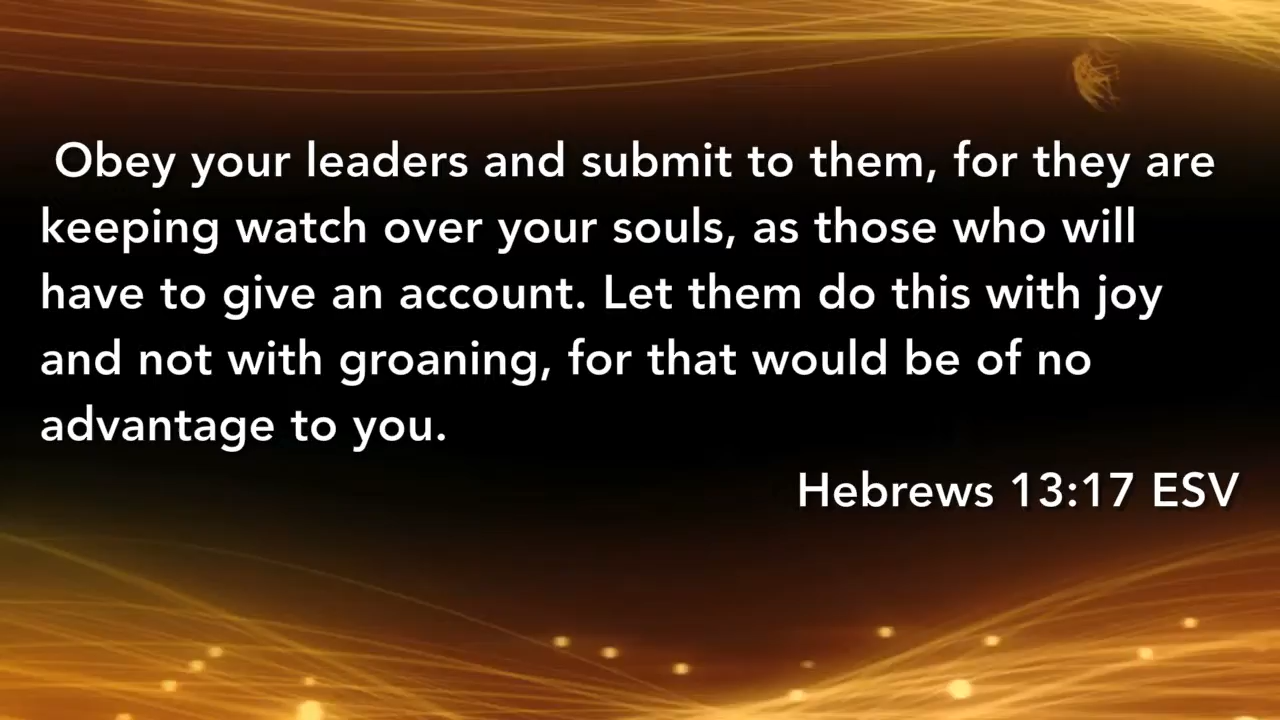 Obey your leaders and submit to them, for they are
keeping watch over your souls, as those who will
have to give an account. Let them do this with joy
and not with groaning, for that would be of no
advantage to you.
Hebrews 13:17 ESV